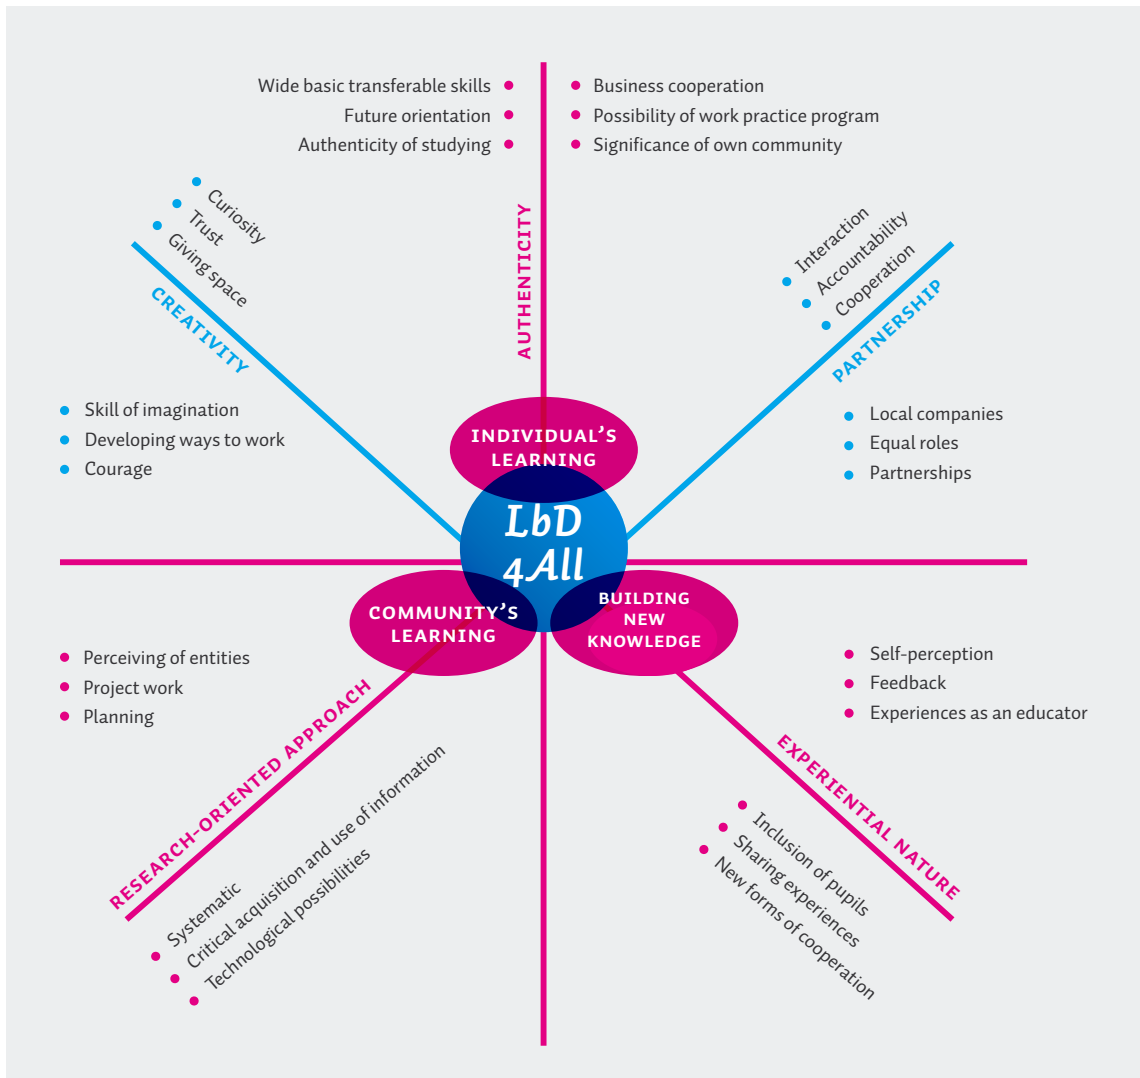 Wide basic transferable skills
Future orientation
Authenticity of studying
Business cooperation
Possibility of work practice program
Significance of own community
AUTHENTICITY
Curiosity
Trust
Giving space
CREATIVITY
Skill of imagination
Developing ways to work
Courage
Interaction
Accountability
Cooperation
PARTNERSHIP
Local companies
Equal roles
Partnerships
INDIVIDUAL'S
LEARNING
LbD
4All
COMMUNITY'S
LEARNING
BUILDING
NEW
KNOWLEDGE
Perceiving of entities
Project work
Planning
RESEARCH-ORIENTED APPROACH
Systematic
Critical acquisition and use of information
Technological possibilities
Self-perception
Feedback
Experiences as an educator
EXPERIENTIAL NATURE
Inclusion of pupils
Sharing experiences
New forms of cooperation